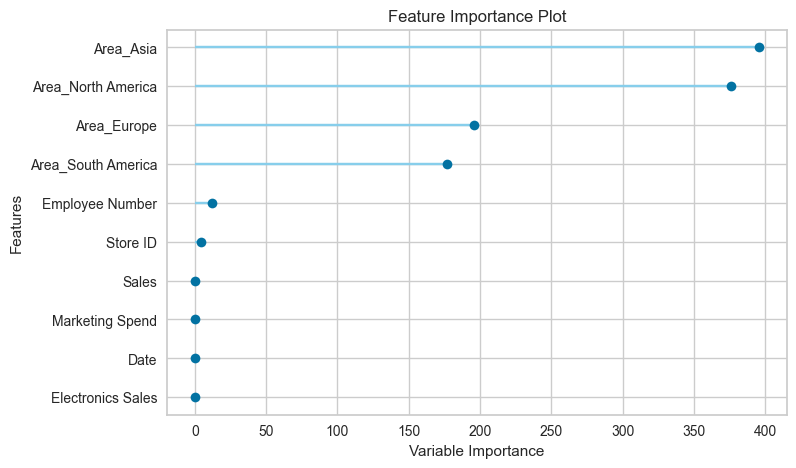 Feature Importance Plot
Area_Asia
Area_North America
Area_Europe
Area_South America
Employee Number
Store ID
Sales
Marketing Spend
Date
Electronics Sales
Features
0 50 100 150 200 250 300 350 400
Variable Importance